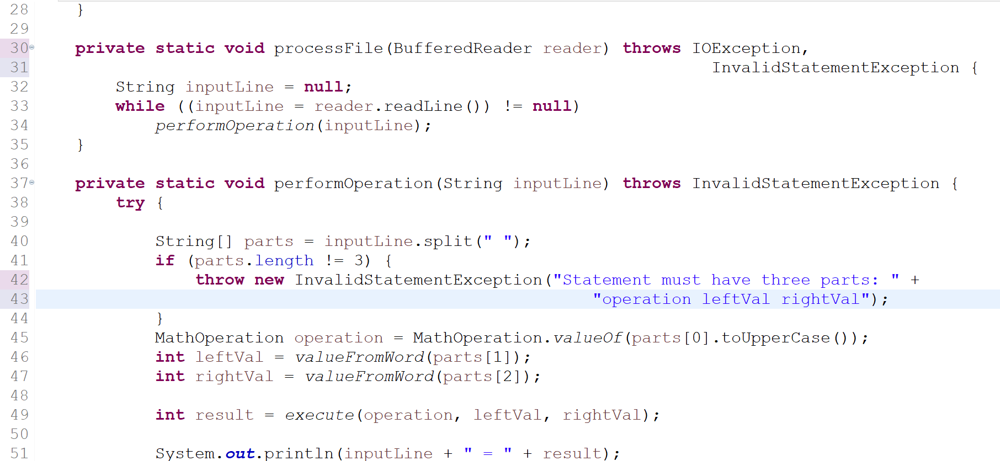 28 }
29
30 private static void processFile(BufferedReader reader) throws IOException,
31 InvalidStatementException {
32 String inputLine = null;
33 while ((inputLine = reader.readLine()) != null)
34 performOperation(inputLine);
35 }
36
37 private static void performOperation(String inputLine) throws InvalidStatementException {
38 try {
39
40 String[] parts = inputLine.split(" ");
41 if (parts.length != 3) {
42 throw new InvalidStatementException("Statement must have three parts: " +
43 "operation leftVal rightVal");
44 }
45 MathOperation operation = MathOperation.valueOf(parts[0].toUpperCase());
46 int leftVal = valueFromWord(parts[1]);
47 int rightVal = valueFromWord(parts[2]);
48
49 int result = execute(operation, leftVal, rightVal);
50
51 System.out.println(inputLine + " = " + result);